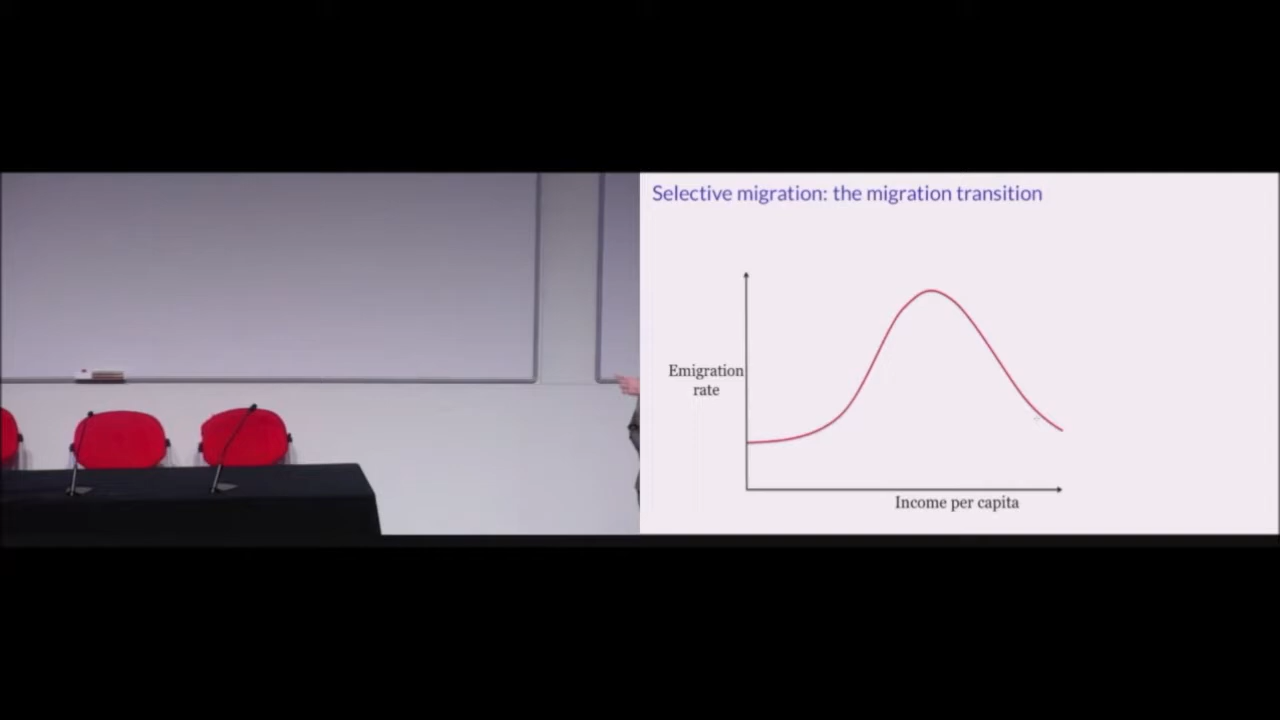 Selective migration: the migration transition
Emigration
rate
Income per capita